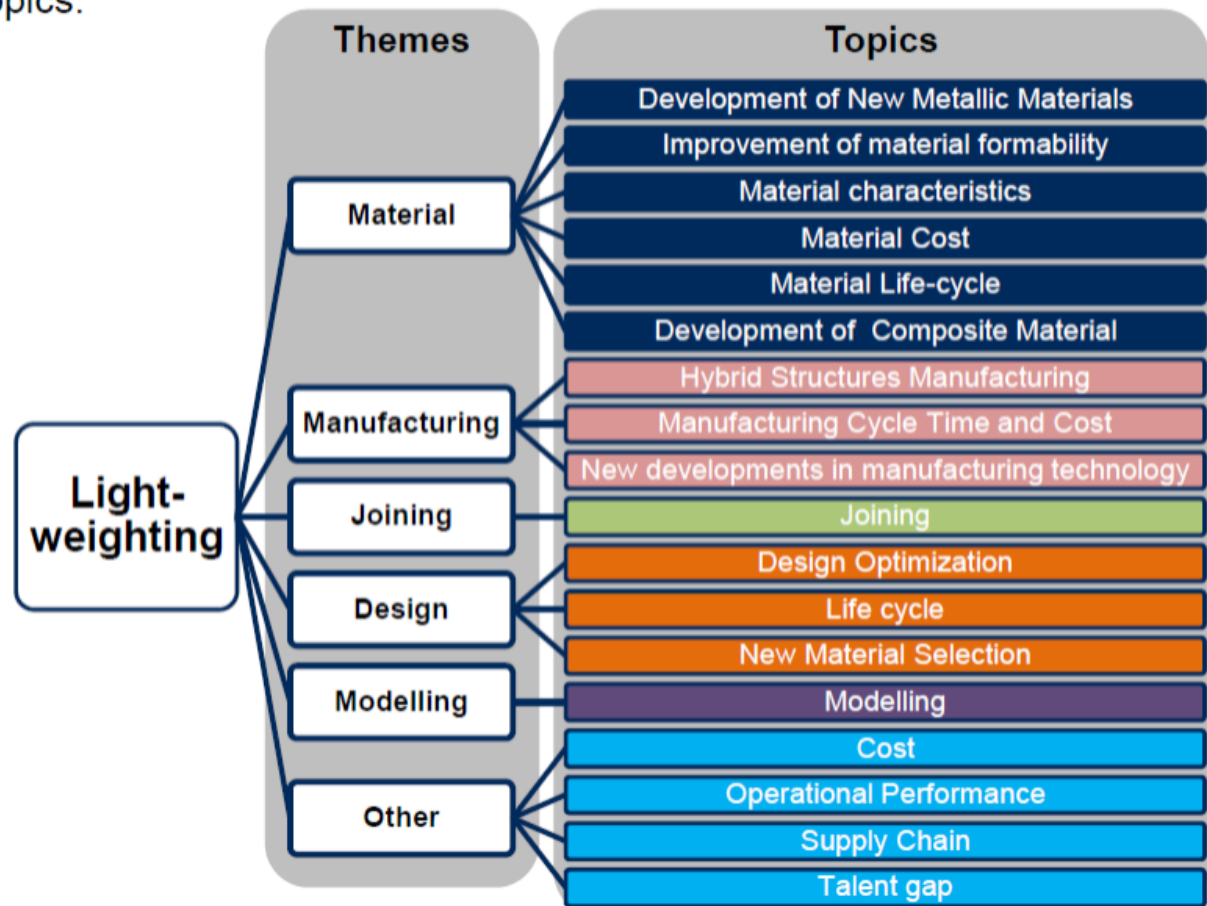 Themes
Topics
Light-
weighting
Material
Development of New Metallic Materials
Improvement of material formability
Material characteristics
Material Cost
Material Life-cycle
Development of Composite Material
Manufacturing
Hybrid Structures Manufacturing
Manufacturing Cycle Time and Cost
New developments in manufacturing technology
Joining
Joining
Design
Design Optimization
Life cycle
New Material Selection
Modelling
Modelling
Other
Cost
Operational Performance
Supply Chain
Talent gap